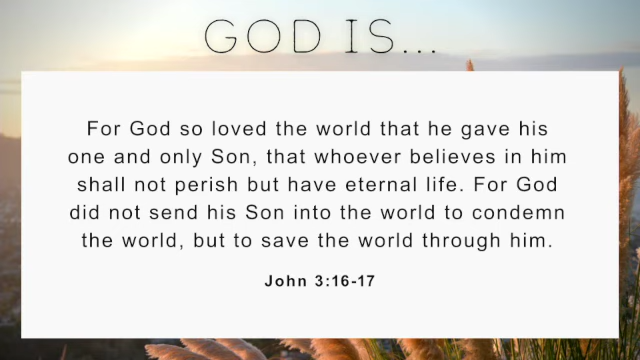 GOD IS...
For God so loved the world that he gave his
one and only Son, that whoever believes in him
shall not perish but have eternal life. For God
did not send his Son into the world to condemn
the world, but to save the world through him.
John 3:16-17